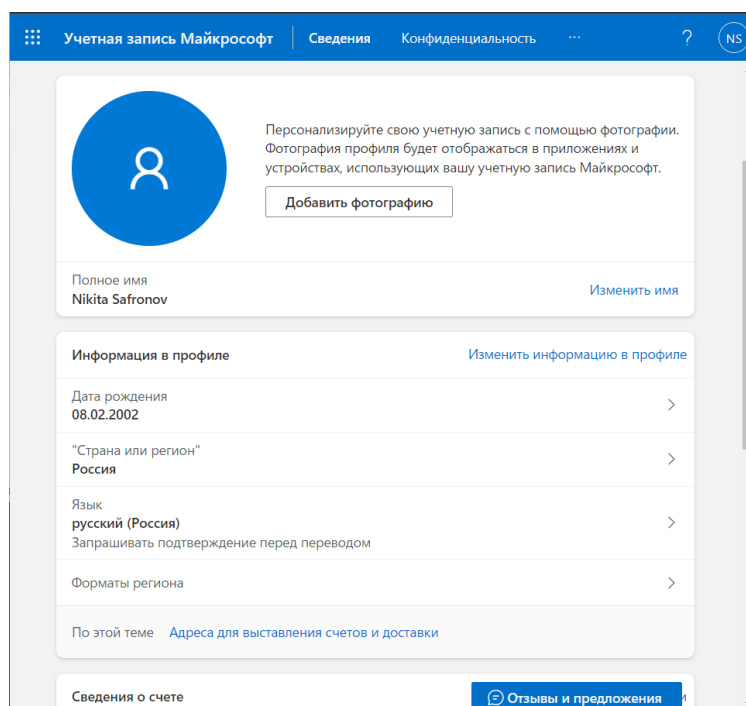 Учетная запись Майкрософт Сведения Конфиденциальность ··· ? NS
Персонализируйте свою учетную запись с помощью фотографии.
Фотография профиля будет отображаться в приложениях и
устройствах, использующих вашу учетную запись Майкрософт.
Добавить фотографию
Полное имя
Nikita Safronov
Изменить имя
Информация в профиле
Изменить информацию в профиле
Дата рождения
08.02.2002
"Страна или регион"
Россия
Язык
русский (Россия)
Запрашивать подтверждение перед переводом
Форматы региона
По этой теме Адреса для выставления счетов и доставки
Сведения о счете
Отзывы и предложения